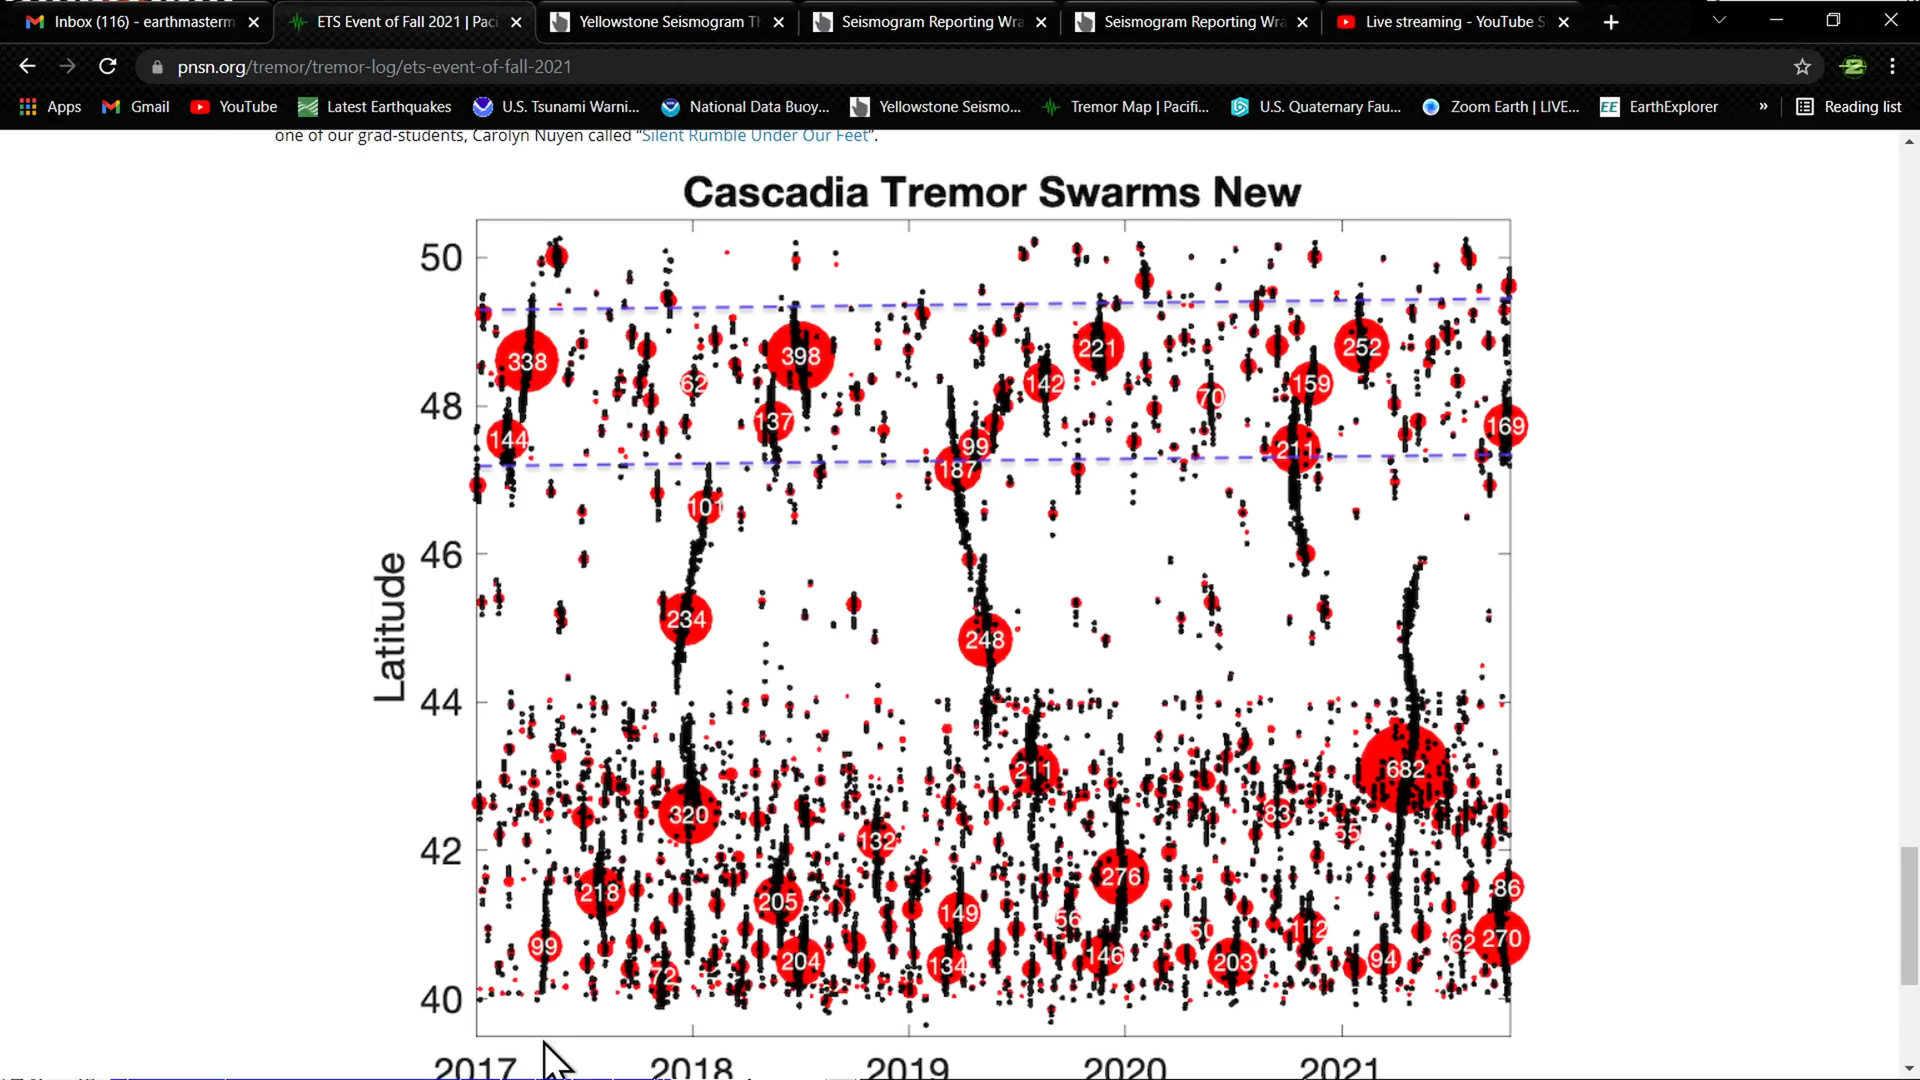 Inbox (116) - earthmasterm
ETS Event of Fall 2021 | Paci
Yellowstone Seismogram Th
Seismogram Reporting Wra
Seismogram Reporting Wra
Live streaming - YouTube S
pnsn.org/tremor/tremor-log/ets-event-of-fall-2021
Apps
Gmail
YouTube
Latest Earthquakes
U.S. Tsunami Warni...
National Data Buoy...
Yellowstone Seismo...
Tremor Map | Pacifi...
U.S. Quaternary Fau...
Zoom Earth | LIVE...
EE EarthExplorer
»
Reading list
one of our grad-students, Carolyn Nuyen called “Silent Rumble Under Our Feet”.
Cascadia Tremor Swarms New
50
338
398
221
252
62
142
70
159
48
144
137
99
187
211
169
101
46
234
248
Latitude
44
211
682
320
83
55
132
42
218
205
276
86
149
56
50
112
99
72
204
134
146
203
94
62
270
40
2017
2018
2019
2020
2021